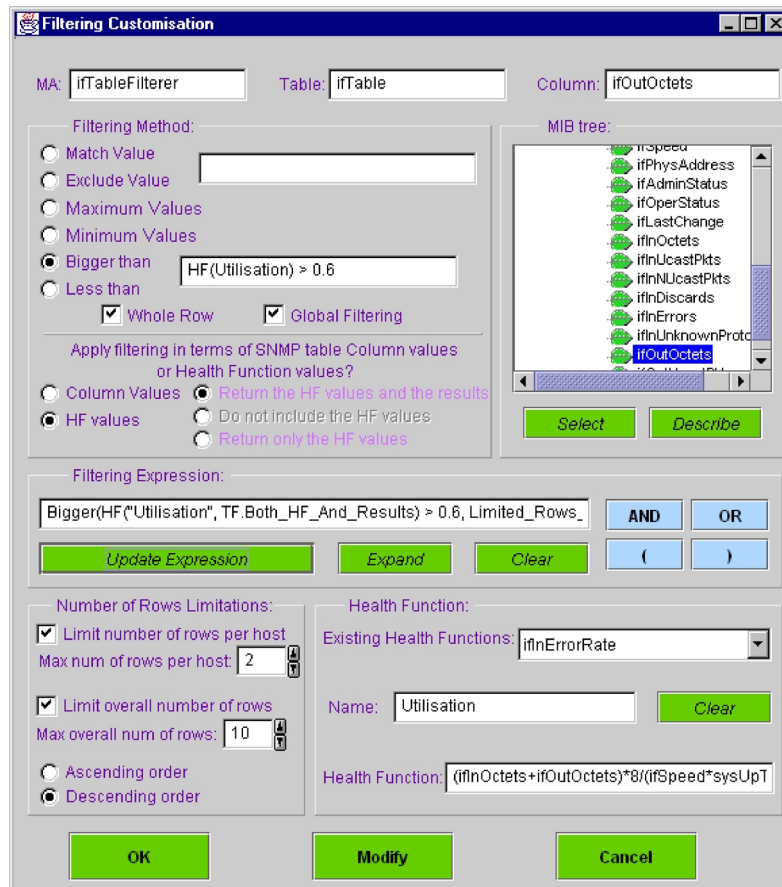 Filtering Customisation
MA: ifTableFilterer Table: ifTable Column: ifOutOctets
Filtering Method:
Match Value
Exclude Value
Maximum Values
Minimum Values
Bigger than HF(Utilisation) > 0.6
Less than
Whole Row Global Filtering
Apply filtering in terms of SNMP table Column values
or Health Function values?
Column Values Return the HF values and the results
HF values Do not include the HF values
Return only the HF values
MIB tree:
ifSpeed
ifPhysAddress
ifAdminStatus
ifOperStatus
ifLastChange
ifInOctets
ifInUcastPkts
ifInNUcastPkts
ifInDiscards
ifInErrors
ifInUnknownProto
ifOutOctets
Select Describe
Filtering Expression:
Bigger(HF("Utilisation", TF.Both_HF_And_Results) > 0.6, Limited_Rows_
AND OR
Update Expression Expand Clear ( )
Number of Rows Limitations:
Limit number of rows per host
Max num of rows per host: 2
Limit overall number of rows
Max overall num of rows: 10
Ascending order
Descending order
Health Function:
Existing Health Functions: ifInErrorRate
Name: Utilisation Clear
Health Function: (ifInOctets+ifOutOctets)*8/(ifSpeed*sysUpT
OK Modify Cancel